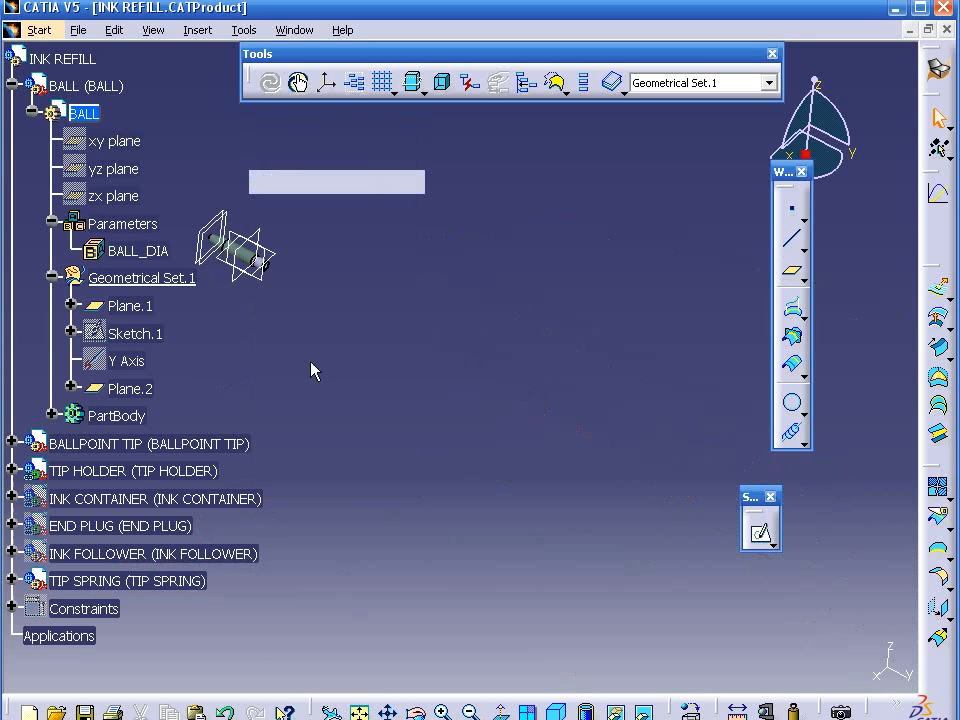 CATIA V5 - [INK REFILL.CATProduct]
Start File Edit View Insert Tools Window Help
Tools
Geometrical Set.1
INK REFILL
BALL (BALL)
BALL
xy plane
yz plane
zx plane
Parameters
BALL_DIA
Geometrical Set.1
Plane.1
Sketch.1
Y Axis
Plane.2
PartBody
BALLPOINT TIP (BALLPOINT TIP)
TIP HOLDER (TIP HOLDER)
INK CONTAINER (INK CONTAINER)
END PLUG (END PLUG)
INK FOLLOWER (INK FOLLOWER)
TIP SPRING (TIP SPRING)
Constraints
Applications
z
x y
W...
S...
z
x y